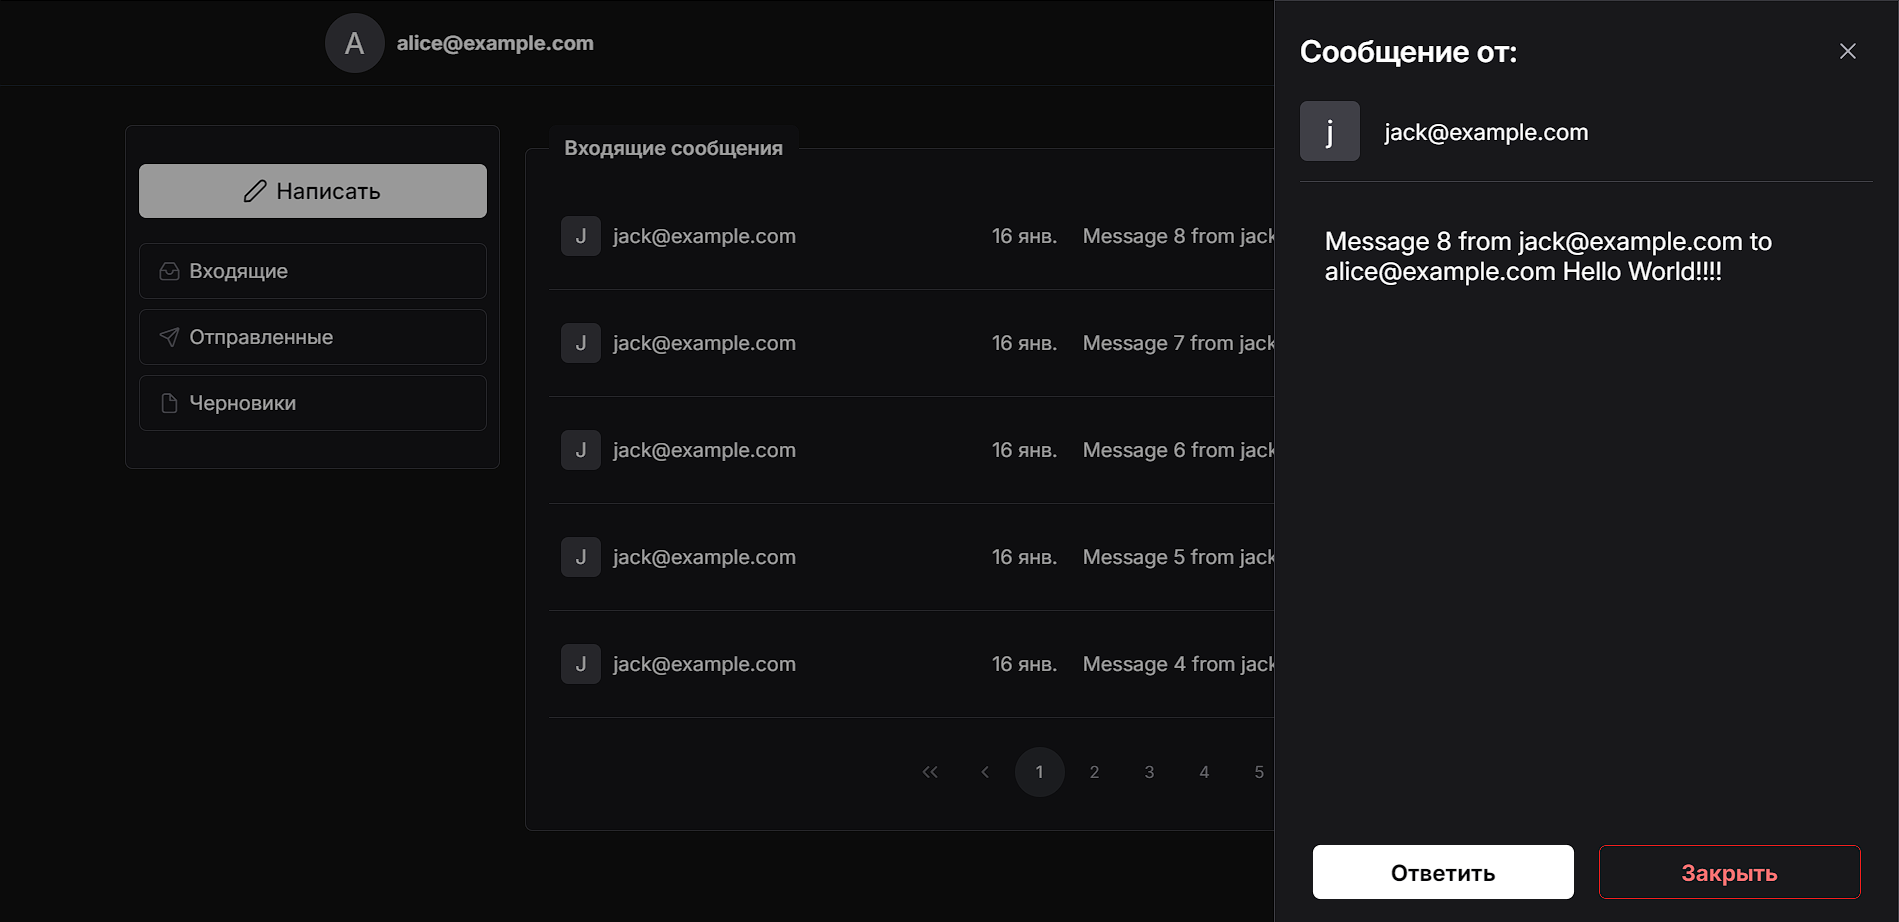 A
alice@example.com
Написать
Входящие
Отправленные
Черновики
Входящие сообщения
J jack@example.com 16 янв. Message 8 from jack
J jack@example.com 16 янв. Message 7 from jack
J jack@example.com 16 янв. Message 6 from jack
J jack@example.com 16 янв. Message 5 from jack
J jack@example.com 16 янв. Message 4 from jack
1 2 3 4 5
Сообщение от:
j
jack@example.com
Message 8 from jack@example.com to
alice@example.com Hello World!!!!
Ответить
Закрыть